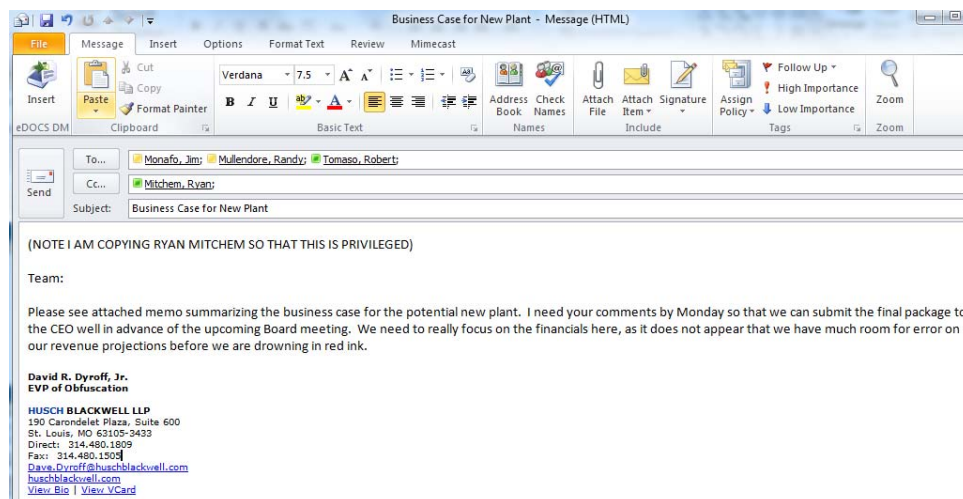 Business Case for New Plant - Message (HTML)
File Message Insert Options Format Text Review Mimecast
Insert
eDOCS DM
Paste
Cut
Copy
Format Painter
Clipboard
Verdana 7.5
B I U
Basic Text
Address Book
Check Names
Names
Attach File
Attach Item
Signature
Include
Assign Policy
Follow Up
High Importance
Low Importance
Tags
Zoom
Zoom
Send
To... Monafo, Jim; Mullendore, Randy; Tomaso, Robert;
Cc... Mitchem, Ryan;
Subject: Business Case for New Plant
(NOTE I AM COPYING RYAN MITCHEM SO THAT THIS IS PRIVILEGED)
Team:
Please see attached memo summarizing the business case for the potential new plant. I need your comments by Monday so that we can submit the final package to
the CEO well in advance of the upcoming Board meeting. We need to really focus on the financials here, as it does not appear that we have much room for error on
our revenue projections before we are drowning in red ink.
David R. Dyroff, Jr.
EVP of Obfuscation
HUSCH BLACKWELL LLP
190 Carondelet Plaza, Suite 600
St. Louis, MO 63105-3433
Direct: 314.480.1809
Fax: 314.480.1505
Dave.Dyroff@huschblackwell.com
huschblackwell.com
View Bio | View VCard